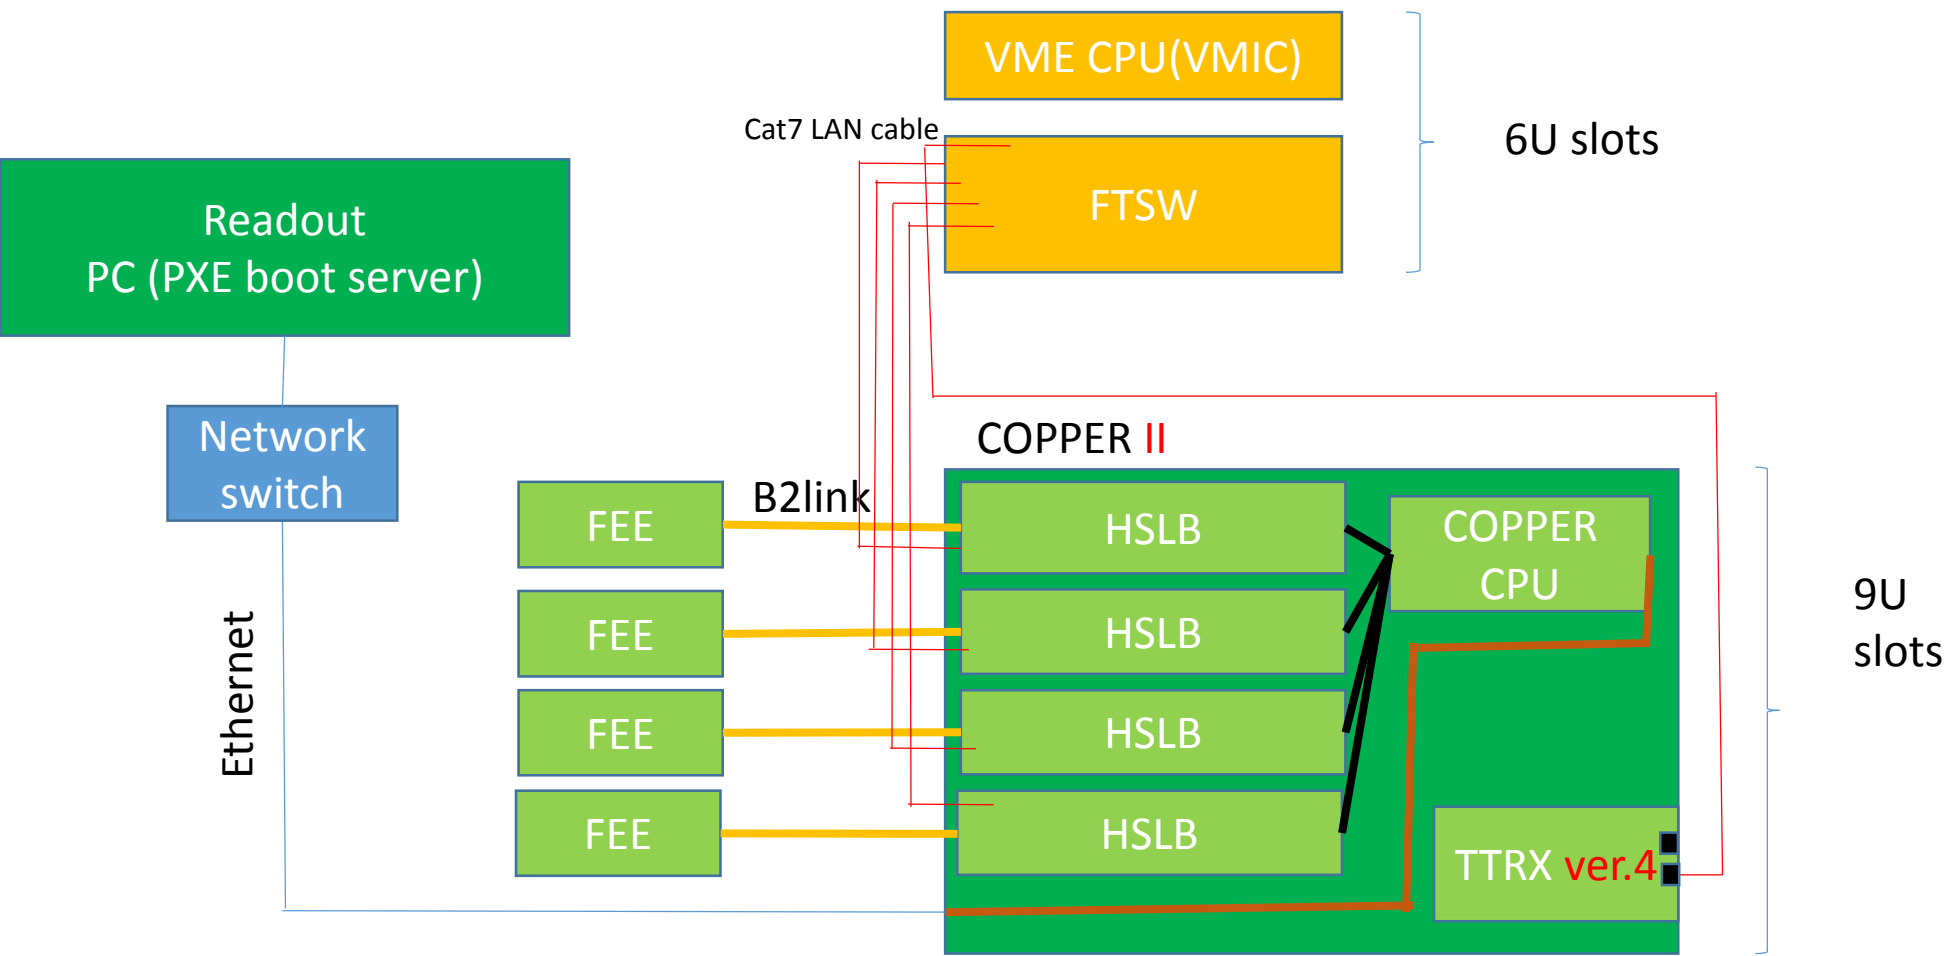 VME CPU(VMIC)
Cat7 LAN cable
6U slots
FTSW
Readout
PC (PXE boot server)
Network
switch
COPPER II
B2link
FEE
HSLB
COPPER
CPU
FEE
HSLB
9U
slots
Ethernet
FEE
HSLB
FEE
HSLB
TTRX ver.4